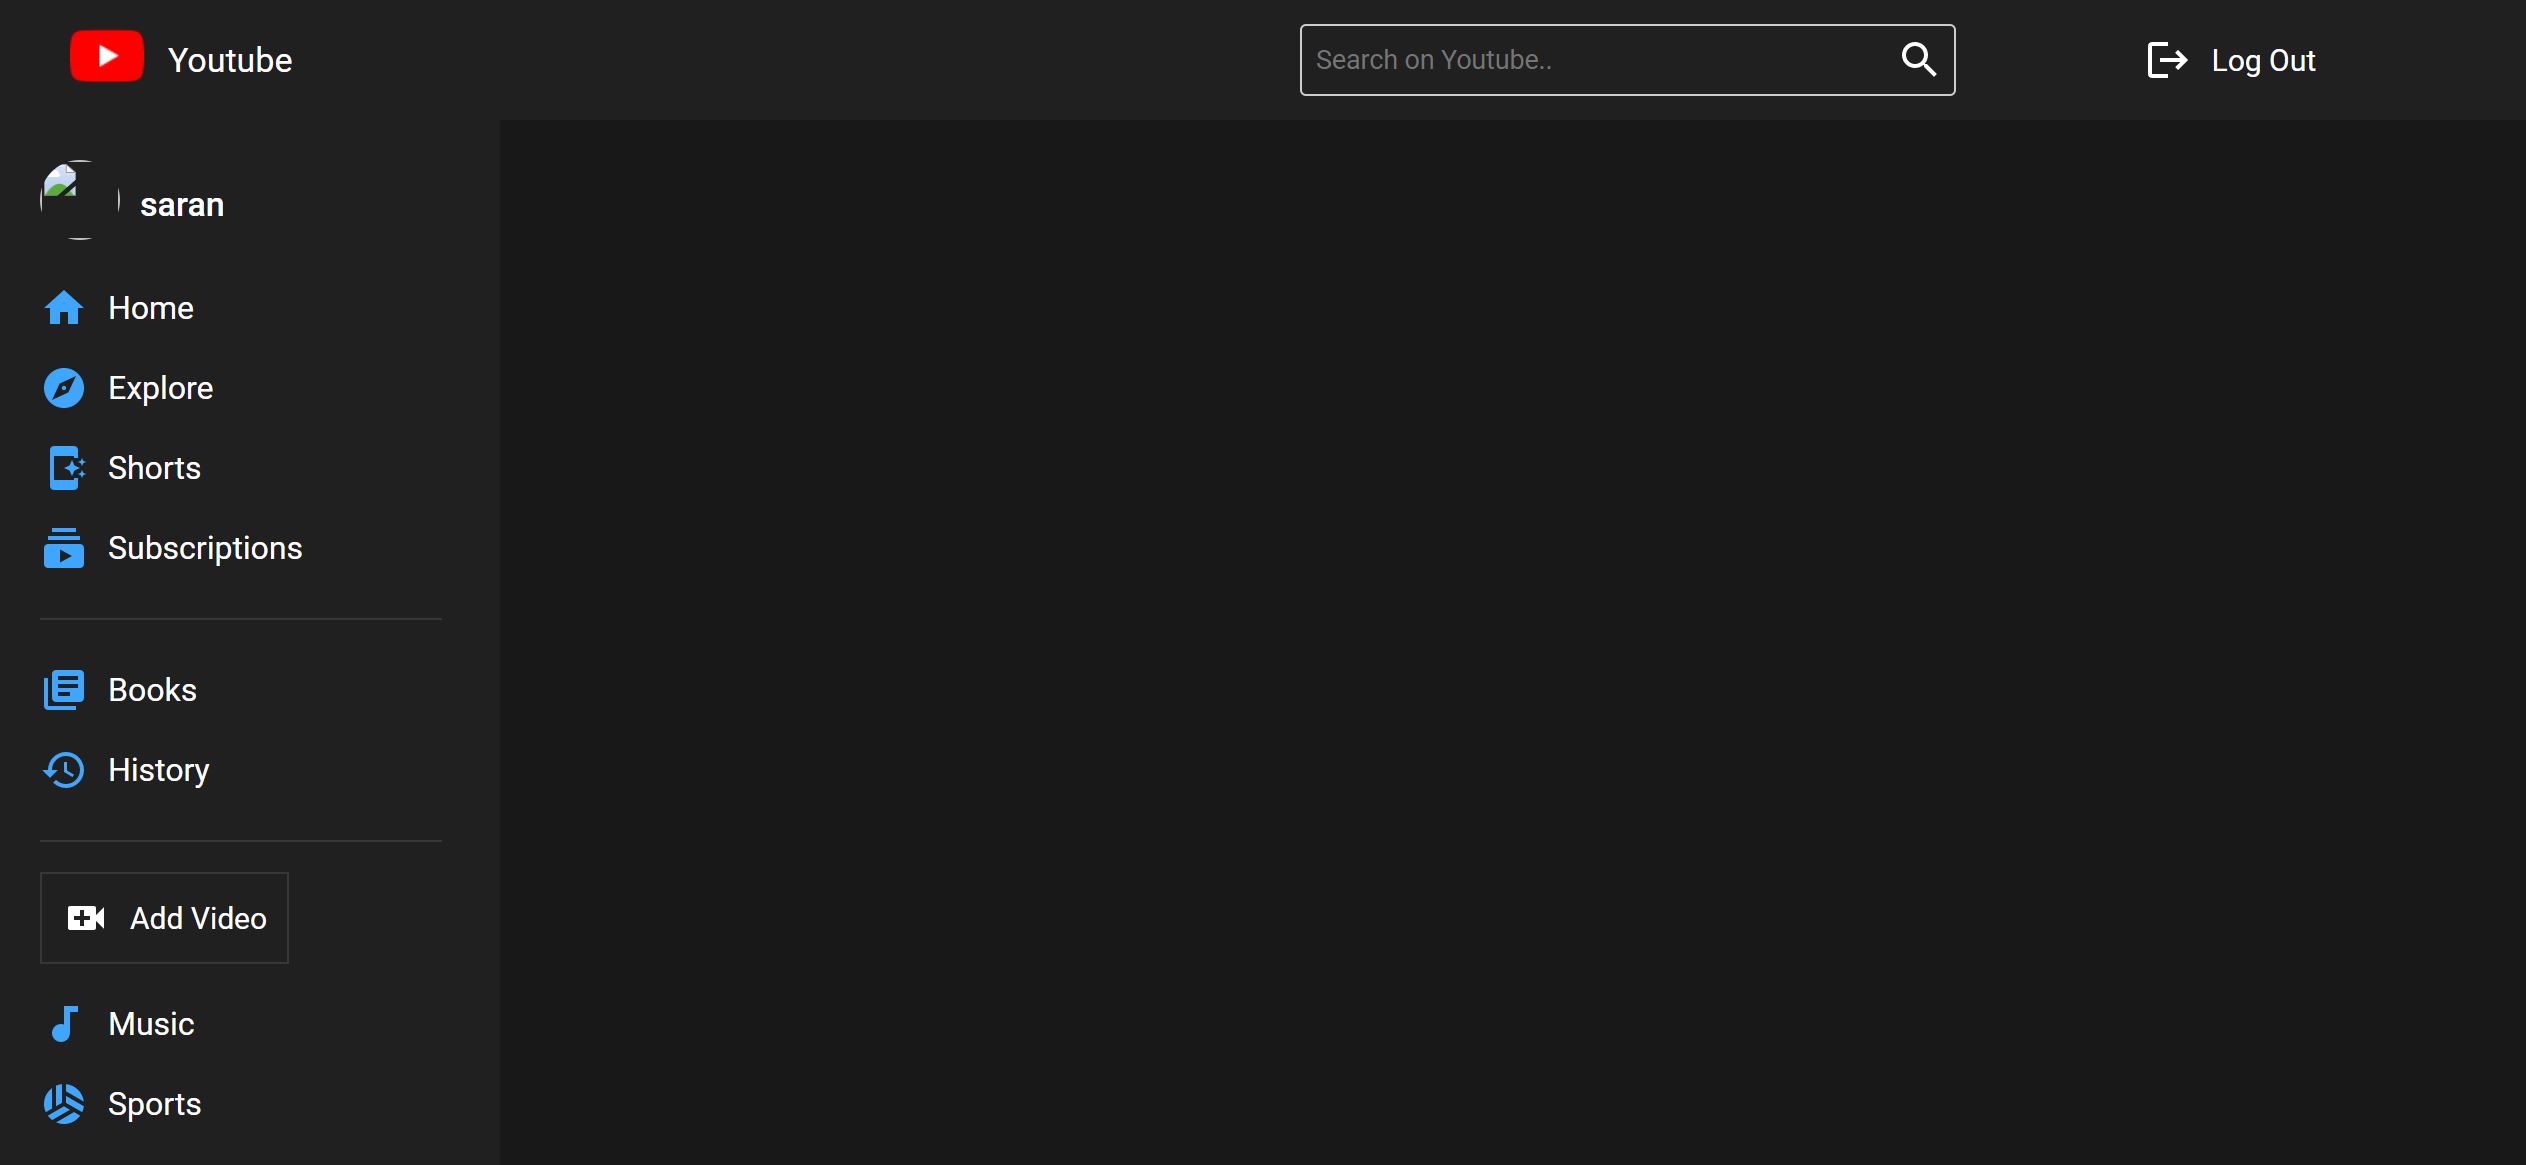 Youtube
Search on Youtube..
Log Out
saran
Home
Explore
Shorts
Subscriptions
Books
History
Add Video
Music
Sports